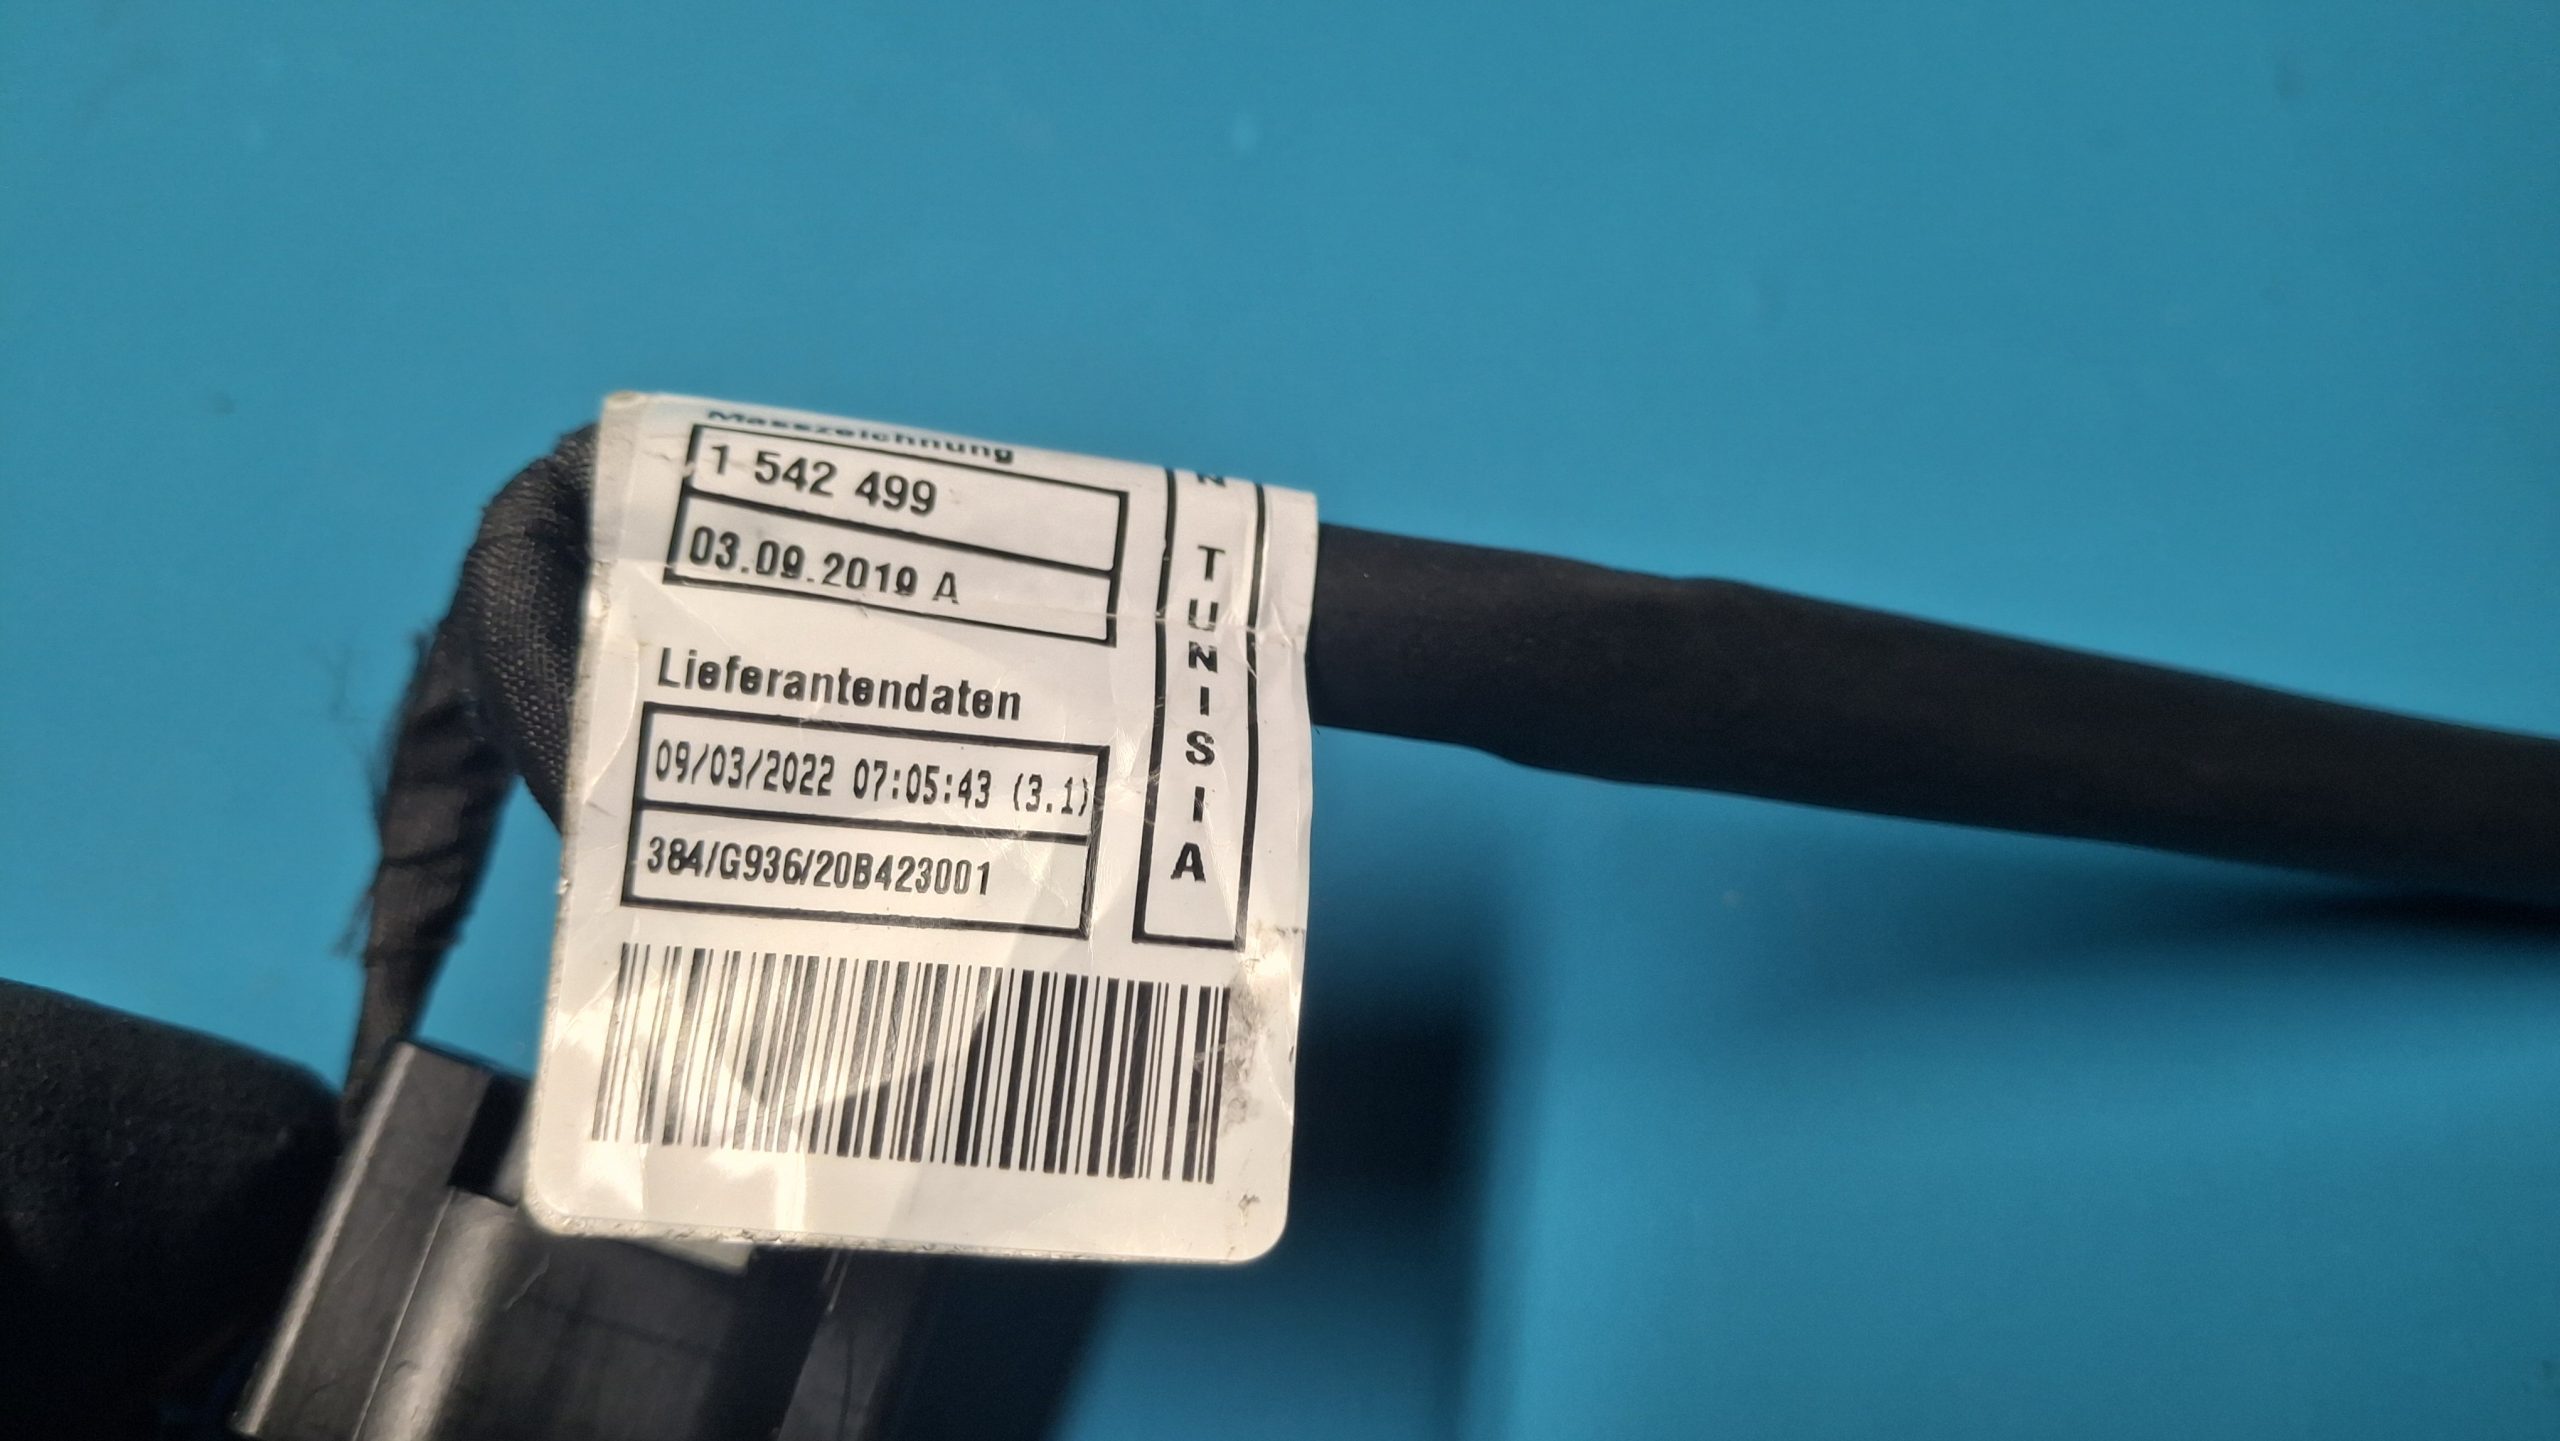 Masszeichnung
1 542 499
03.09.2019 A
Lieferantendaten
09/03/2022 07:05:43 (3.1)
384/G936/20B423001
N TUNISIA